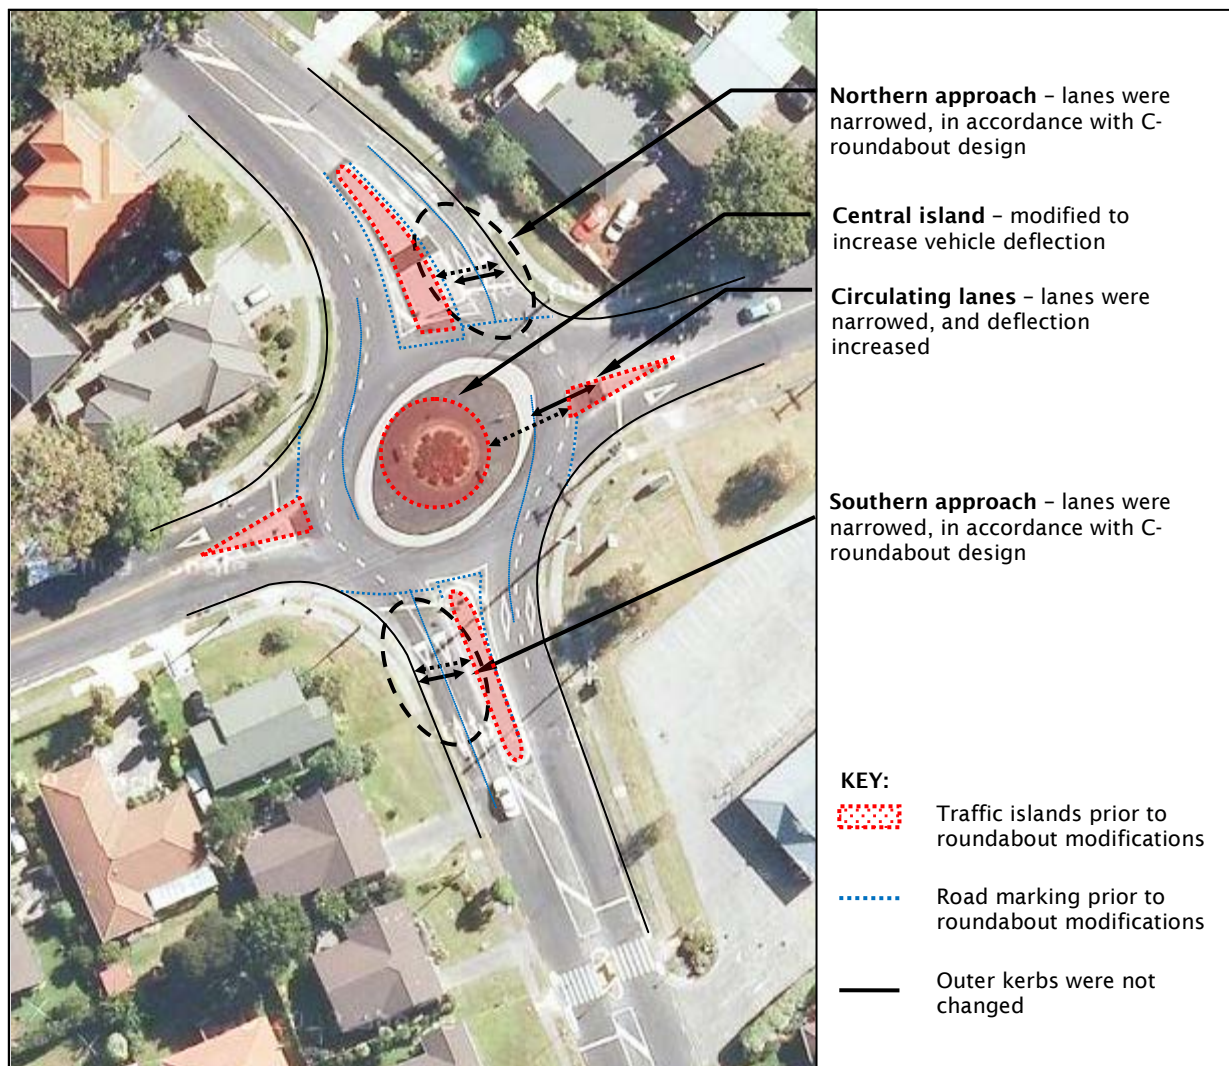 Northern approach – lanes were
narrowed, in accordance with C-
roundabout design
Central island – modified to
increase vehicle deflection
Circulating lanes – lanes were
narrowed, and deflection
increased
Southern approach – lanes were
narrowed, in accordance with C-
roundabout design
KEY:
Traffic islands prior to
roundabout modifications
Road marking prior to
roundabout modifications
Outer kerbs were not
changed